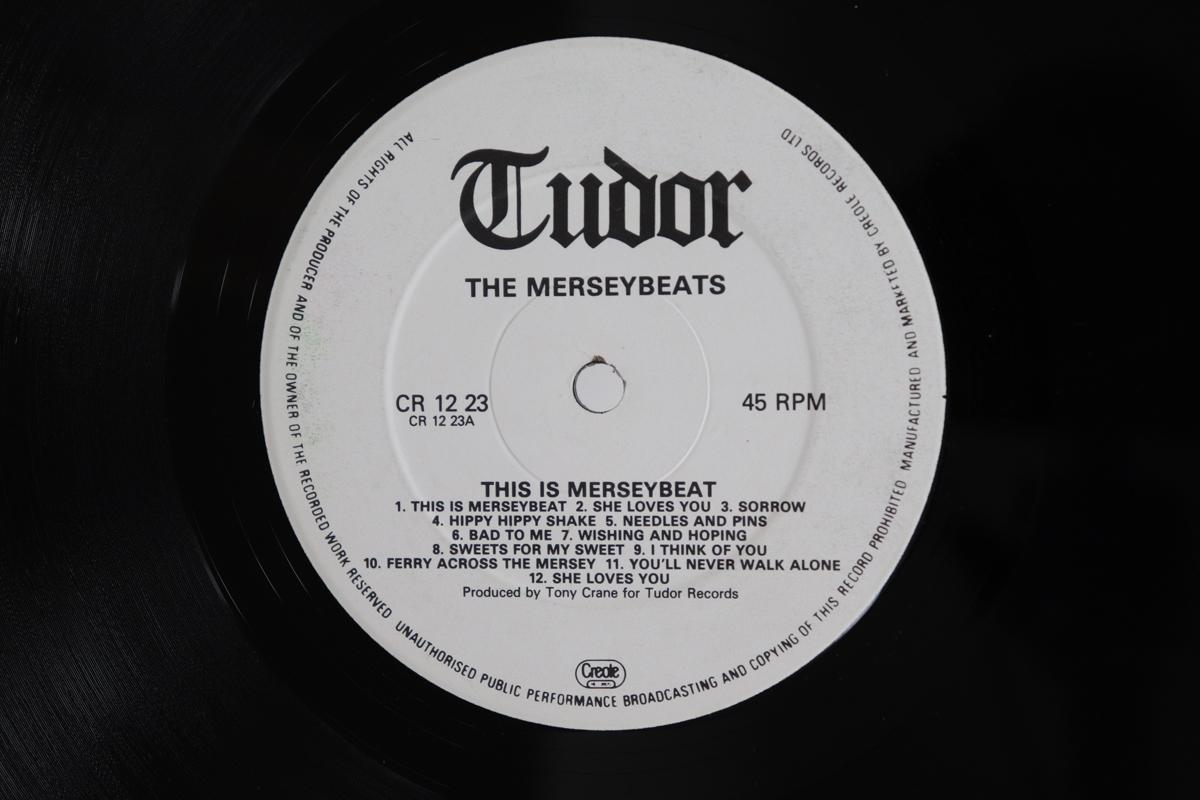 Tudor
THE MERSEYBEATS
CR 12 23
CR 12 23A
45 RPM
THIS IS MERSEYBEAT
1. THIS IS MERSEYBEAT 2. SHE LOVES YOU 3. SORROW
4. HIPPY HIPPY SHAKE 5. NEEDLES AND PINS
6. BAD TO ME 7. WISHING AND HOPING
8. SWEETS FOR MY SWEET 9. I THINK OF YOU
10. FERRY ACROSS THE MERSEY 11. YOU'LL NEVER WALK ALONE
12. SHE LOVES YOU
Produced by Tony Crane for Tudor Records
Creole
ALL RIGHTS OF THE PRODUCER AND OF THE OWNER OF THE RECORDED WORK RESERVED UNAUTHORISED PUBLIC PERFORMANCE BROADCASTING AND COPYING OF THIS RECORD PROHIBITED MANUFACTURED AND MARKETED BY CREOLE RECORDS LTD